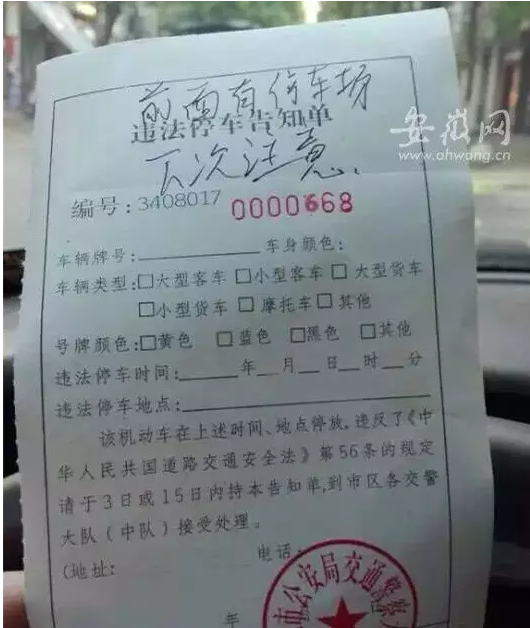 前面有停车场
违法停车告知单
下次注意.
编号:3408017 0000668
车辆牌号: 车身颜色:
车辆类型:□大型客车 □小型客车 □大型货车
□小型货车 □摩托车 □其他
号牌颜色:□黄色 □蓝色 □黑色 □其他
违法停车时间: 年 月 日 时 分
违法停车地点:
该机动车在上述时间、地点停放,违反了《中
华人民共国道路交通安全法》第56条的规定
请于3日或15日内持本告知单,到市区各交警
大队(中队)接受处理。
电话:
(地址:
年
市公安局交通警察
安徽网
www.ahwang.cn